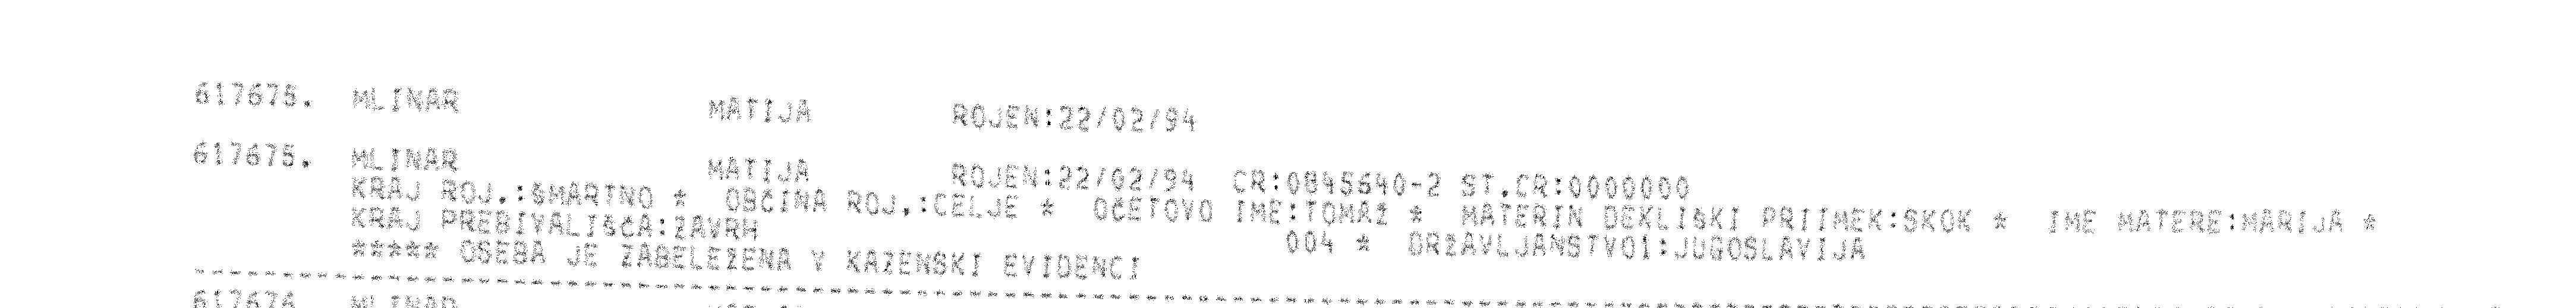 617675. MLINAR MATIJA ROJEN:22/02/94
617675. MLINAR MATIJA ROJEN:22/02/94 CR:0845640-2 ST.CR:0000000
KRAJ ROJ.:ŠMARTNO * OBČINA ROJ.:CELJE * OČETOVO IME:TOMAŽ * MATERIN DEKLIŠKI PRIIMEK:SKOK * IME MATERE:MARIJA *
KRAJ PREBIVALIŠČA:ZAVRH 004 * DRŽAVLJANSTVO1:JUGOSLAVIJA
***** OSEBA JE ZABELEŽENA V KAZENSKI EVIDENCI
617676 MLINAR